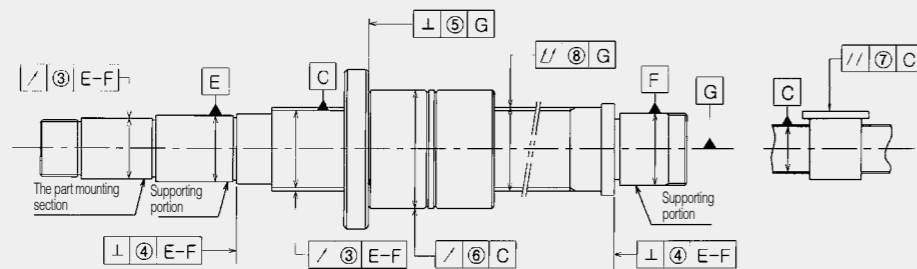 ⊥ ⑤ G
⌰ ⑧ G
↗ ③ E-F
E
C
F
G
C
// ⑦ C
The part mounting
section
Supporting
portion
Supporting
portion
⊥ ④ E-F
↗ ③ E-F
↗ ⑥ C
⊥ ④ E-F